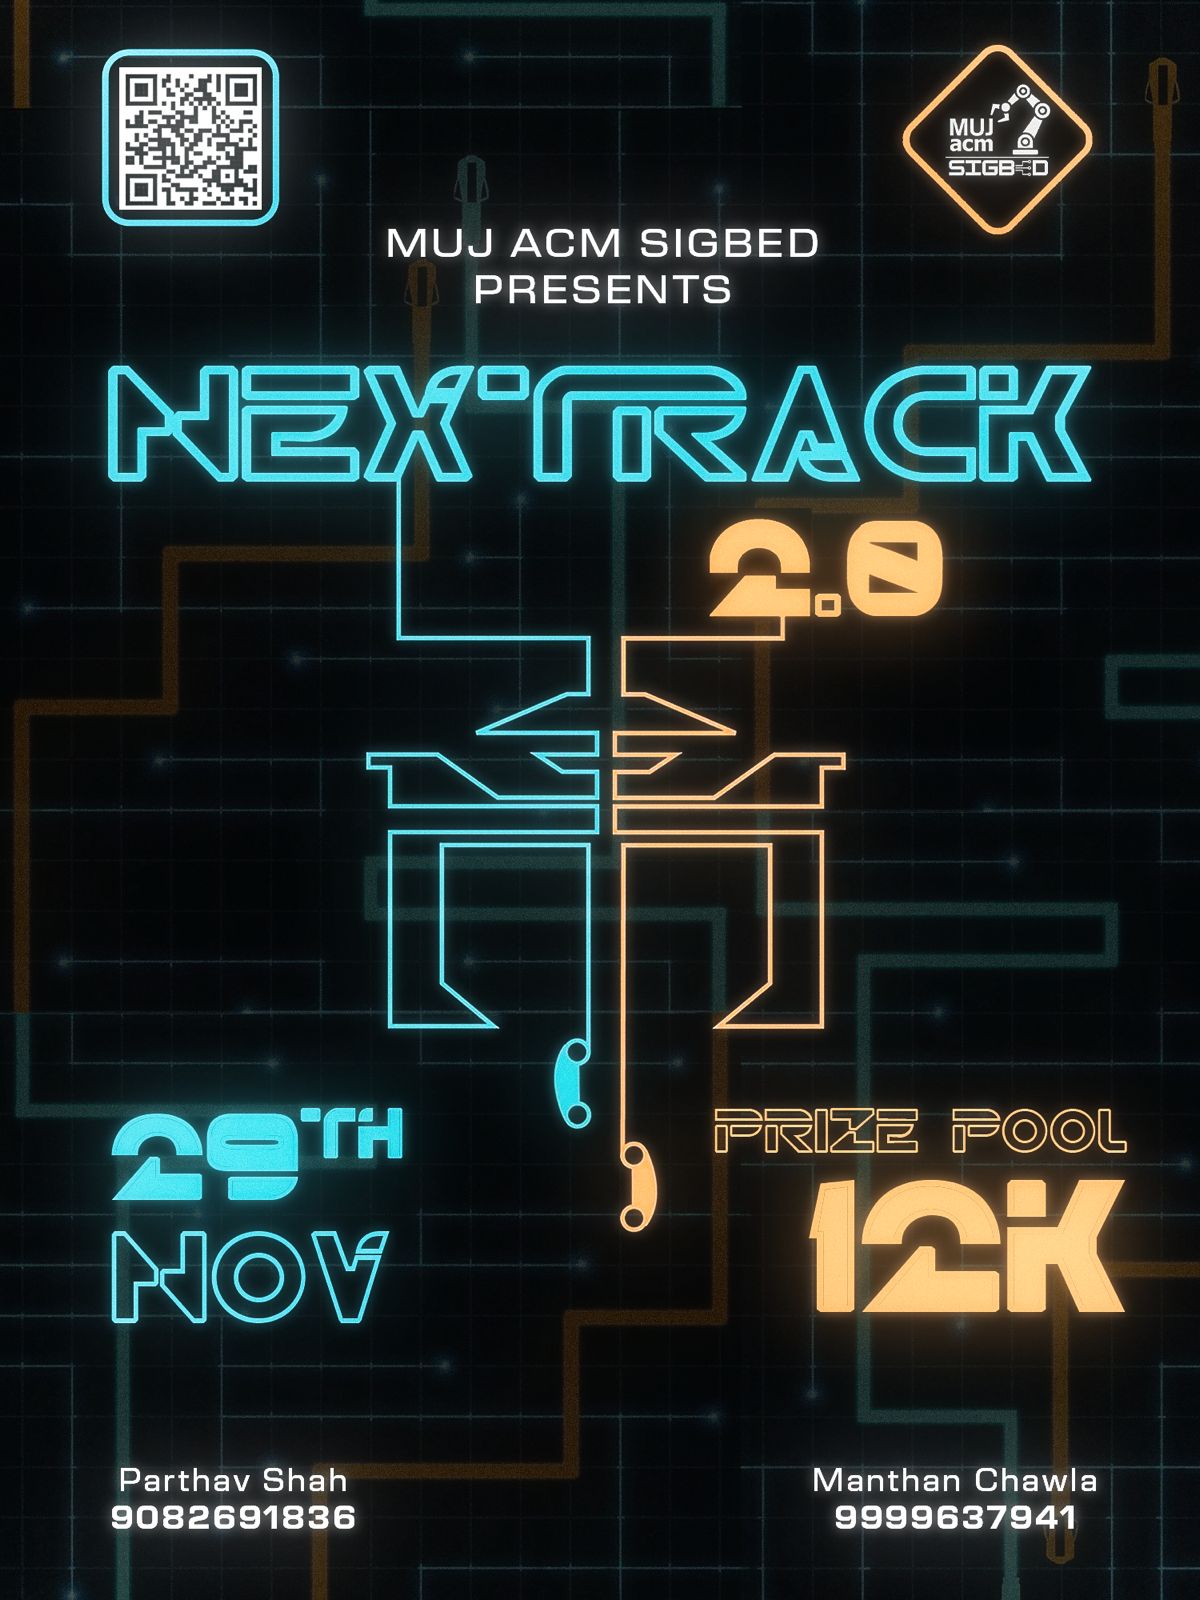 MUJ
acm
SIGBED
MUJ ACM SIGBED
PRESENTS
NEXTRACK
2.0
29TH
NOV
PRIZE POOL
12K
Parthav Shah
9082691836
Manthan Chawla
9999637941